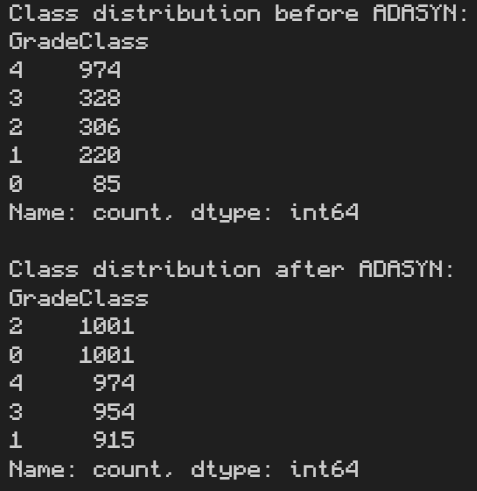 Class distribution before ADASYN:
GradeClass
4    974
3    328
2    306
1    220
0     85
Name: count, dtype: int64

Class distribution after ADASYN:
GradeClass
2    1001
0    1001
4     974
3     954
1     915
Name: count, dtype: int64